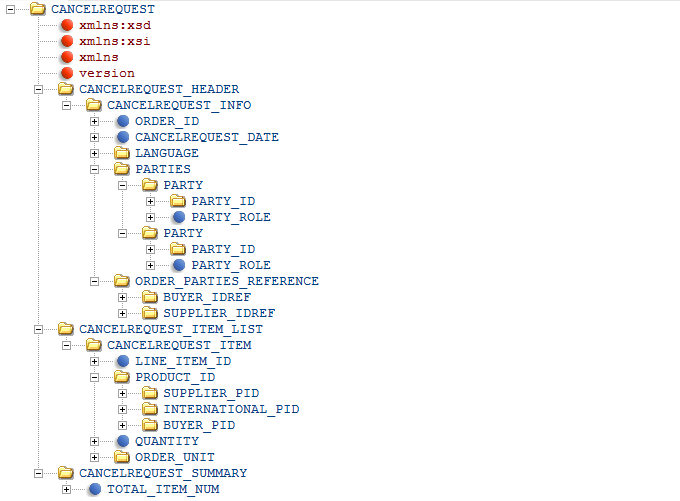 CANCELREQUEST
xmlns:xsd
xmlns:xsi
xmlns
version
CANCELREQUEST_HEADER
CANCELREQUEST_INFO
ORDER_ID
CANCELREQUEST_DATE
LANGUAGE
PARTIES
PARTY
PARTY_ID
PARTY_ROLE
PARTY
PARTY_ID
PARTY_ROLE
ORDER_PARTIES_REFERENCE
BUYER_IDREF
SUPPLIER_IDREF
CANCELREQUEST_ITEM_LIST
CANCELREQUEST_ITEM
LINE_ITEM_ID
PRODUCT_ID
SUPPLIER_PID
INTERNATIONAL_PID
BUYER_PID
QUANTITY
ORDER_UNIT
CANCELREQUEST_SUMMARY
TOTAL_ITEM_NUM